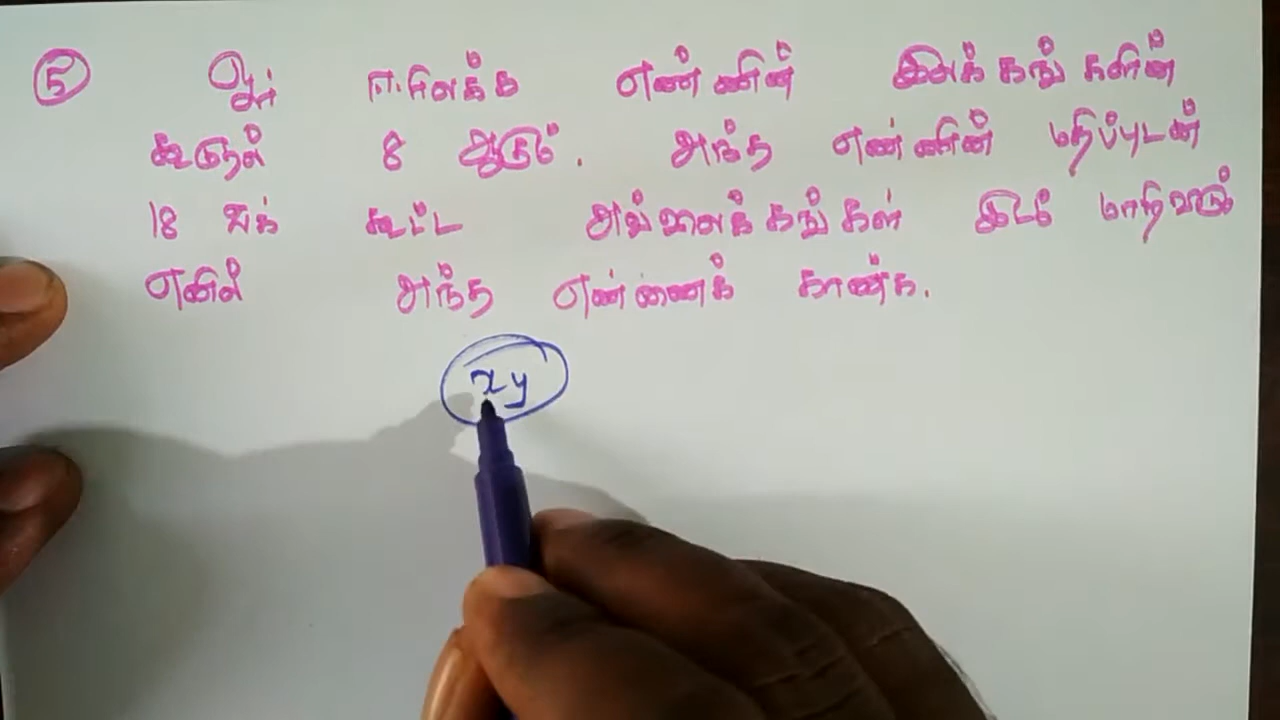 ⑤ ஓர் ஈரிலக்க எண்ணின் இலக்கங்களின்
கூடுதல் 8 ஆகும். அந்த எண்ணின் மதிப்புடன்
18 ஐக் கூட்ட அவ்விலக்கங்கள் இடம் மாறிவரும்
எனில் அந்த எண்ணைக் காண்க.
xy